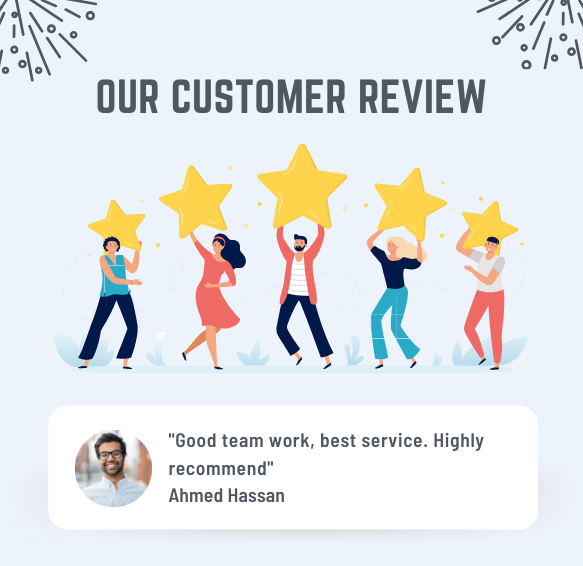 OUR CUSTOMER REVIEW
"Good team work, best service. Highly
recommend"
Ahmed Hassan